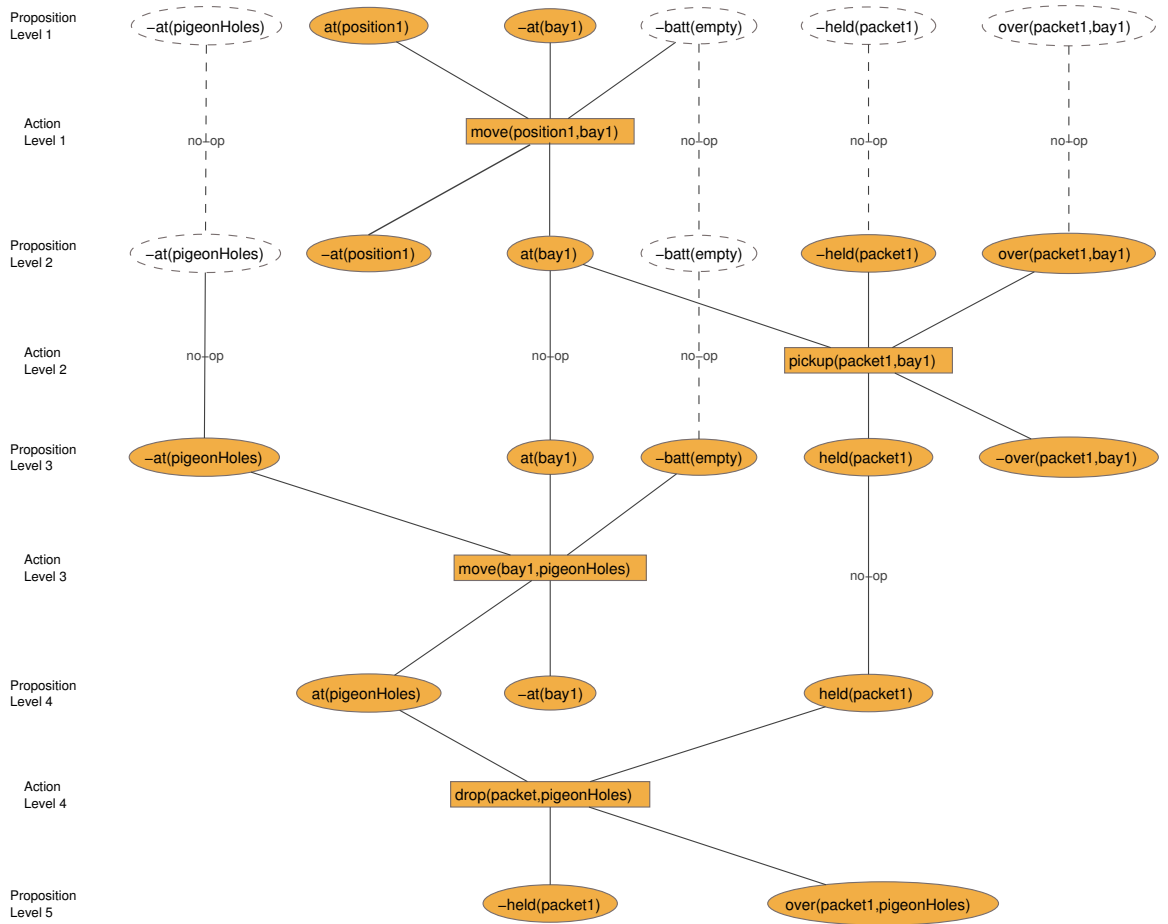 Proposition
Level 1
−at(pigeonHoles)
at(position1)
−at(bay1)
−batt(empty)
−held(packet1)
over(packet1,bay1)
Action
Level 1
no−op
move(position1,bay1)
no−op
no−op
no−op
Proposition
Level 2
−at(pigeonHoles)
−at(position1)
at(bay1)
−batt(empty)
−held(packet1)
over(packet1,bay1)
Action
Level 2
no−op
no−op
no−op
pickup(packet1,bay1)
Proposition
Level 3
−at(pigeonHoles)
at(bay1)
−batt(empty)
held(packet1)
−over(packet1,bay1)
Action
Level 3
move(bay1,pigeonHoles)
no−op
Proposition
Level 4
at(pigeonHoles)
−at(bay1)
held(packet1)
Action
Level 4
drop(packet,pigeonHoles)
Proposition
Level 5
−held(packet1)
over(packet1,pigeonHoles)